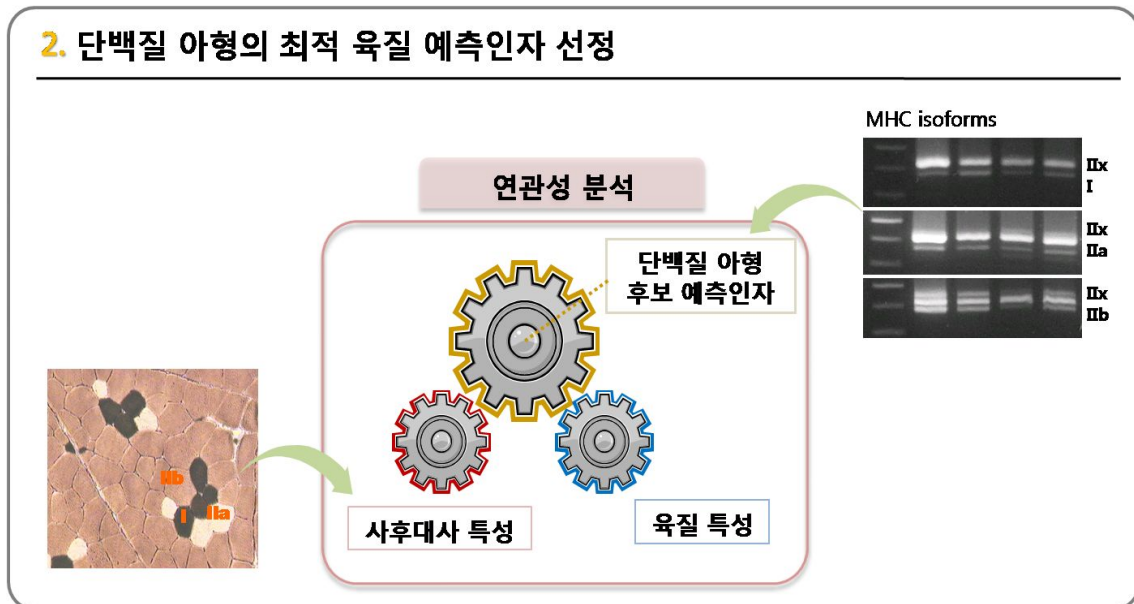 2. 단백질 아형의 최적 육질 예측인자 선정
MHC isoforms
IIx
I
IIx
IIa
IIx
IIb
연관성 분석
단백질 아형
후보 예측인자
IIb
I
IIa
사후대사 특성
육질 특성